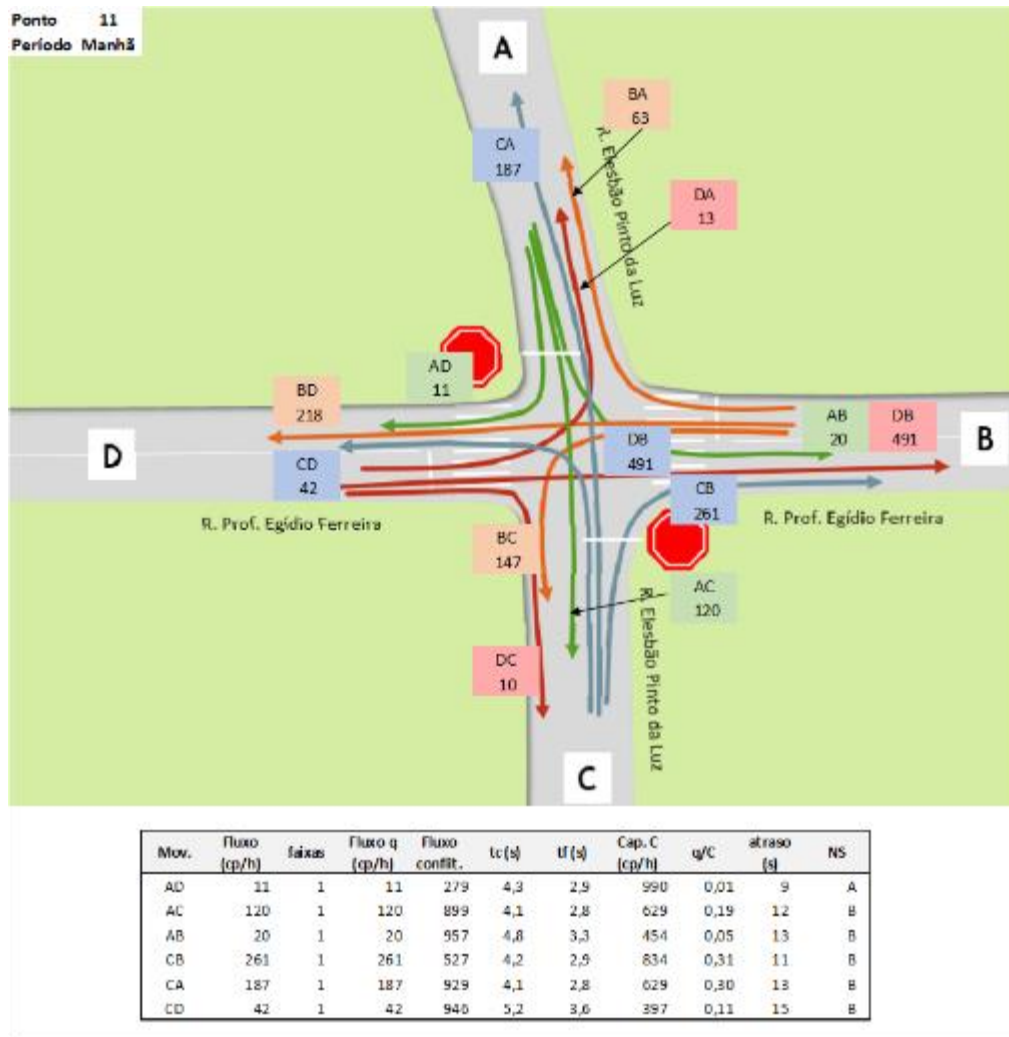 Ponto 11
Período Manhã
A
BA
63
CA
187
R. Elesbão Pinto da Luz
DA
13
AD
11
BD
218
AB
20
DB
491
D
DB
491
B
CD
42
CB
261
R. Prof. Egídio Ferreira
R. Prof. Egídio Ferreira
BC
147
AC
120
R. Elesbão Pinto da Luz
DC
10
C
Mov. Fluxo (cp/h) faixas Fluxo q (cp/h) Fluxo conflit. tc (s) tf (s) Cap. C (cp/h) q/C atraso (s) NS
AD 11 1 11 279 4,3 2,9 990 0,01 9 A
AC 120 1 120 899 4,1 2,8 629 0,19 12 B
AB 20 1 20 957 4,8 3,3 454 0,05 13 B
CB 261 1 261 527 4,2 2,9 834 0,31 11 B
CA 187 1 187 929 4,1 2,8 629 0,30 13 B
CD 42 1 42 946 5,2 3,6 397 0,11 15 B